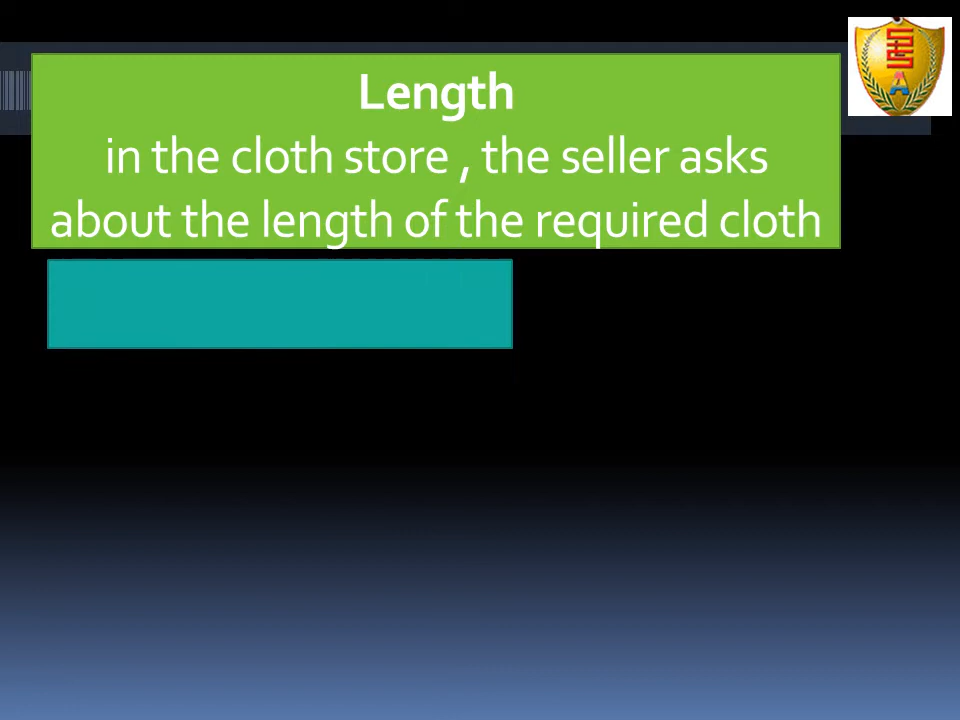 Length
in the cloth store , the seller asks
about the length of the required cloth